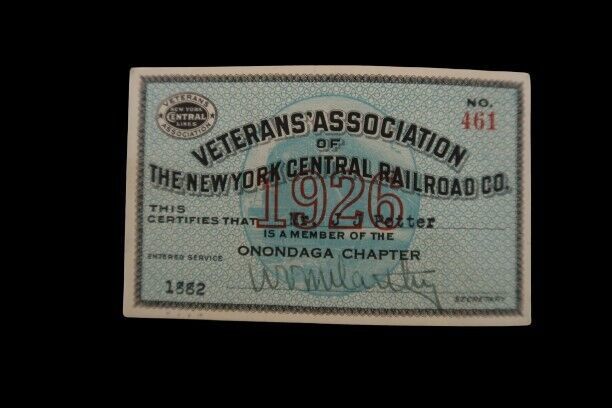 VETERANS
NEW YORK
CENTRAL
LINES
ASSOCIATION
NO.
461
VETERANS' ASSOCIATION
OF
THE NEW YORK CENTRAL RAILROAD CO.
1926
THIS
CERTIFIES THAT Mr. J J Potter
IS A MEMBER OF THE
ONONDAGA CHAPTER
ENTERED SERVICE
1882
SECRETARY